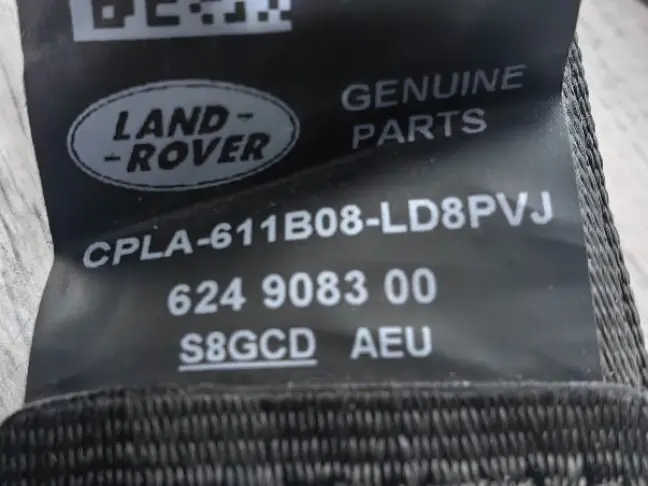 LAND-
-ROVER
GENUINE
PARTS
CPLA-611B08-LD8PVJ
624 9083 00
S8GCD AEU